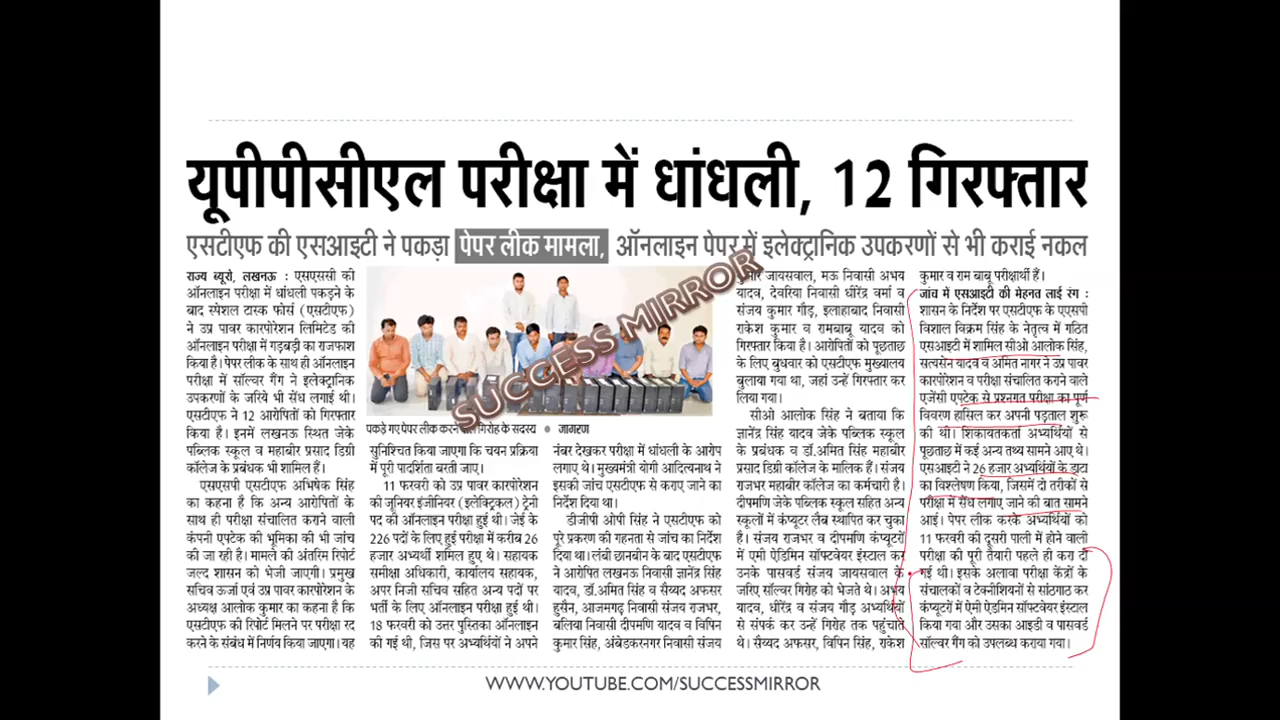 यूपीपीसीएल परीक्षा में धांधली, 12 गिरफ्तार
एसटीएफ की एसआइटी ने पकड़ा पेपर लीक मामला, ऑनलाइन पेपर में इलेक्ट्रानिक उपकरणों से भी कराई नकल
राज्य ब्यूरो, लखनऊ : एसएससी की
ऑनलाइन परीक्षा में धांधली पकड़ने के
बाद स्पेशल टास्क फोर्स (एसटीएफ)
ने उप्र पावर कारपोरेशन लिमिटेड की
ऑनलाइन परीक्षा में गड़बड़ी का राजफाश
किया है। पेपर लीक के साथ ही ऑनलाइन
परीक्षा में सॉल्वर गैंग ने इलेक्ट्रानिक
उपकरणों के जरिये भी सेंध लगाई थी।
एसटीएफ ने 12 आरोपितों को गिरफ्तार
किया है। इनमें लखनऊ स्थित जेके
पब्लिक स्कूल व महाबीर प्रसाद डिग्री
कॉलेज के प्रबंधक भी शामिल हैं।
एसएसपी एसटीएफ अभिषेक सिंह
का कहना है कि अन्य आरोपितों के
साथ ही परीक्षा संचालित कराने वाली
कंपनी एपटेक की भूमिका की भी जांच
की जा रही है। मामले की अंतरिम रिपोर्ट
जल्द शासन को भेजी जाएगी। प्रमुख
सचिव ऊर्जा एवं उप्र पावर कारपोरेशन के
अध्यक्ष आलोक कुमार का कहना है कि
एसटीएफ की रिपोर्ट मिलने पर परीक्षा रद
करने के संबंध में निर्णय किया जाएगा। यह
पकड़े गए पेपर लीक करने वाले गिरोह के सदस्य ● जागरण
सुनिश्चित किया जाएगा कि चयन प्रक्रिया
में पूरी पादर्शिता बरती जाए।
11 फरवरी को उप्र पावर कारपोरेशन
की जूनियर इंजीनियर (इलेक्ट्रिकल) ट्रेनी
पद की ऑनलाइन परीक्षा हुई थी। जेई के
226 पदों के लिए हुई परीक्षा में करीब 26
हजार अभ्यर्थी शामिल हुए थे। सहायक
समीक्षा अधिकारी, कार्यालय सहायक,
अपर निजी सचिव सहित अन्य पदों पर
भर्ती के लिए ऑनलाइन परीक्षा हुई थी।
18 फरवरी को उत्तर पुस्तिका ऑनलाइन
की गई थी, जिस पर अभ्यर्थियों ने अपने
नंबर देखकर परीक्षा में धांधली के आरोप
लगाए थे। मुख्यमंत्री योगी आदित्यनाथ ने
इसकी जांच एसटीएफ से कराए जाने का
निर्देश दिया था।
डीजीपी ओपी सिंह ने एसटीएफ को
पूरे प्रकरण की गहनता से जांच का निर्देश
दिया था। लंबी छानबीन के बाद एसटीएफ
ने आरोपित लखनऊ निवासी ज्ञानेंद्र सिंह
यादव, डॉ.अमित सिंह व सैय्यद अफसर
हुसैन, आजमगढ़ निवासी संजय राजभर,
बलिया निवासी दीपमणि यादव व विपिन
कुमार सिंह, अंबेडकरनगर निवासी संजय
कुमार जायसवाल, मऊ निवासी अभय
यादव, देवरिया निवासी धीरेंद्र वर्मा व
संजय कुमार गौड़, इलाहाबाद निवासी
राकेश कुमार व रामबाबू यादव को
गिरफ्तार किया है। आरोपितों को पूछताछ
के लिए बुधवार को एसटीएफ मुख्यालय
बुलाया गया था, जहां उन्हें गिरफ्तार कर
लिया गया।
सीओ आलोक सिंह ने बताया कि
ज्ञानेंद्र सिंह यादव जेके पब्लिक स्कूल
के प्रबंधक व डॉ.अमित सिंह महाबीर
प्रसाद डिग्री कॉलेज के मालिक हैं। संजय
राजभर महाबीर कॉलेज का कर्मचारी है।
दीपमणि जेके पब्लिक स्कूल सहित अन्य
स्कूलों में कंप्यूटर लैब स्थापित कर चुका
है। संजय राजभर व दीपमणि कंप्यूटरों
में एमी ऐडिमिन सॉफ्टवेयर इंस्टाल कर
उनके पासवर्ड संजय जायसवाल के
जरिए सॉल्वर गिरोह को भेजते थे। अभय
यादव, धीरेंद्र व संजय गौड़ अभ्यर्थियों
से संपर्क कर उन्हें गिरोह तक पहुंचाते
थे। सैय्यद अफसर, विपिन सिंह, राकेश
कुमार व राम बाबू परीक्षार्थी हैं।
जांच में एसआइटी की मेहनत लाई रंग :
शासन के निर्देश पर एसटीएफ के एएसपी
विशाल विक्रम सिंह के नेतृत्व में गठित
एसआइटी में शामिल सीओ आलोक सिंह,
सत्यसेन यादव व अमित नागर ने उप्र पावर
कारपोरेशन व परीक्षा संचालित कराने वाले
एजेंसी एपटेक से प्रश्नगत परीक्षा का पूर्ण
विवरण हासिल कर अपनी पड़ताल शुरू
की थी। शिकायतकर्ता अभ्यर्थियों से
पूछताछ में कई अन्य तथ्य सामने आए थे।
एसआइटी ने 26 हजार अभ्यर्थियों के डाटा
का विश्लेषण किया, जिसमें दो तरीकों से
परीक्षा में सेंध लगाए जाने की बात सामने
आई। पेपर लीक करके अभ्यर्थियों को
11 फरवरी की दूसरी पाली में होने वाली
परीक्षा की पूरी तैयारी पहले ही करा दी
गई थी। इसके अलावा परीक्षा केंद्रों के
संचालकों व टेक्नीशियनों से सांठगाठ कर
कंप्यूटरों में ऐमी ऐडमिन सॉफ्टवेयर इंस्टाल
किया गया और उसका आइडी व पासवर्ड
सॉल्वर गैंग को उपलब्ध कराया गया।
SUCCESS MIRROR
WWW.YOUTUBE.COM/SUCCESSMIRROR